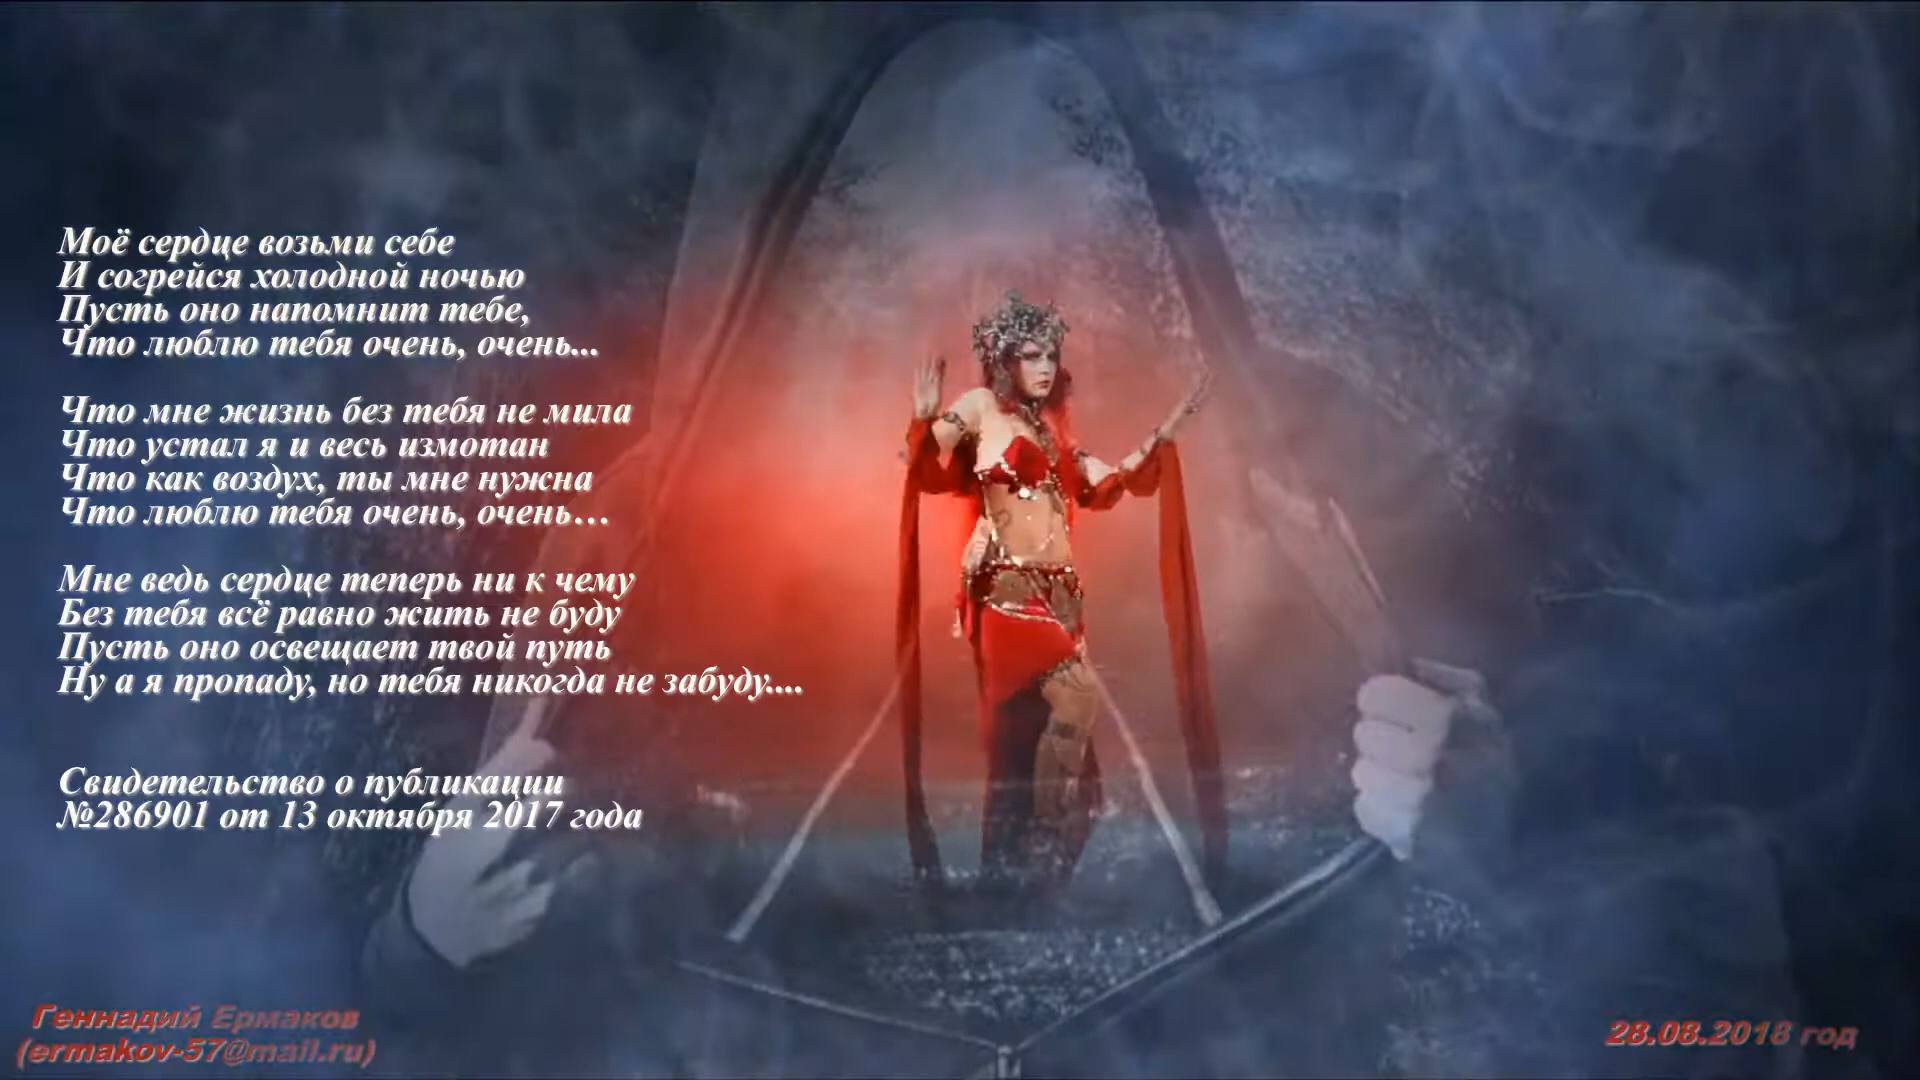 Моё сердце возьми себе
И согрейся холодной ночью
Пусть оно напомнит тебе,
Что люблю тебя очень, очень...
Что мне жизнь без тебя не мила
Что устал я и весь измотан
Что как воздух, ты мне нужна
Что люблю тебя очень, очень…
Мне ведь сердце теперь ни к чему
Без тебя всё равно жить не буду
Пусть оно освещает твой путь
Ну а я пропаду, но тебя никогда не забуду....
Свидетельство о публикации
№286901 от 13 октября 2017 года
Геннадий Ермаков
(ermakov-57@mail.ru)
28.08.2018 год